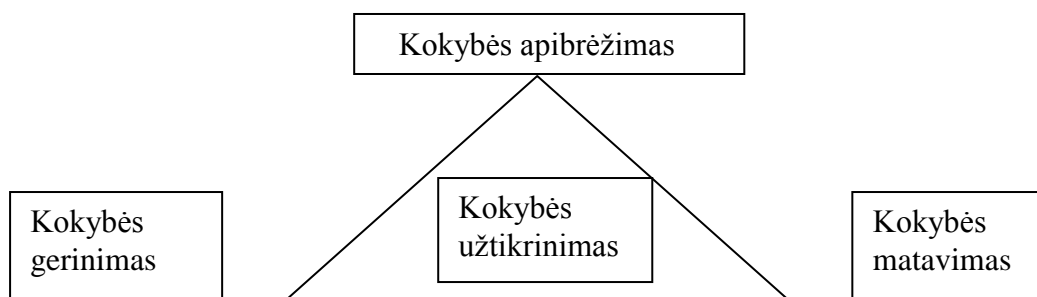 Kokybės apibrėžimas
Kokybės
gerinimas
Kokybės
užtikrinimas
Kokybės
matavimas